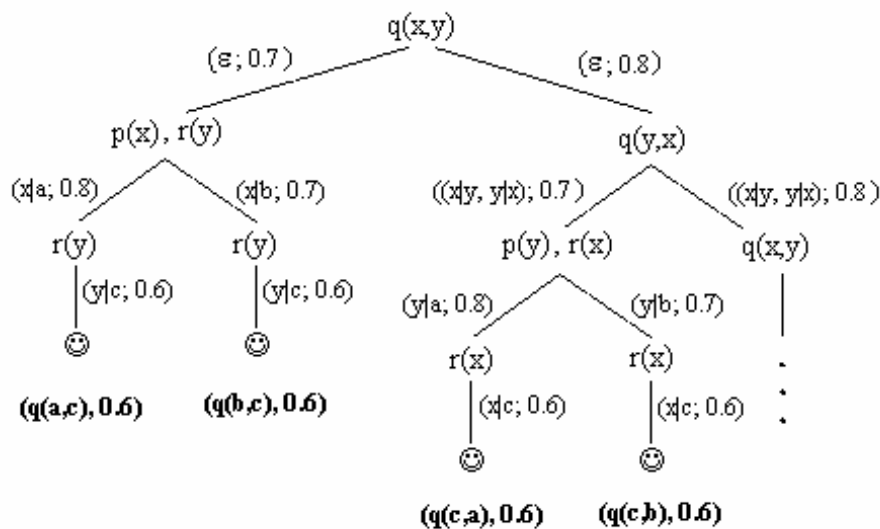 q(x,y)
(ε; 0.7) (ε; 0.8)
p(x), r(y) q(y,x)
(x|a; 0.8) (x|b; 0.7) ((x|y, y|x); 0.7) ((x|y, y|x); 0.8)
r(y) r(y) p(y), r(x) q(x,y)
(y|c; 0.6) (y|c; 0.6) (y|a; 0.8) (y|b; 0.7)
☺ ☺ r(x) r(x)
(q(a,c), 0.6) (q(b,c), 0.6) (x|c; 0.6) (x|c; 0.6)
☺ ☺
(q(c,a), 0.6) (q(c,b), 0.6)